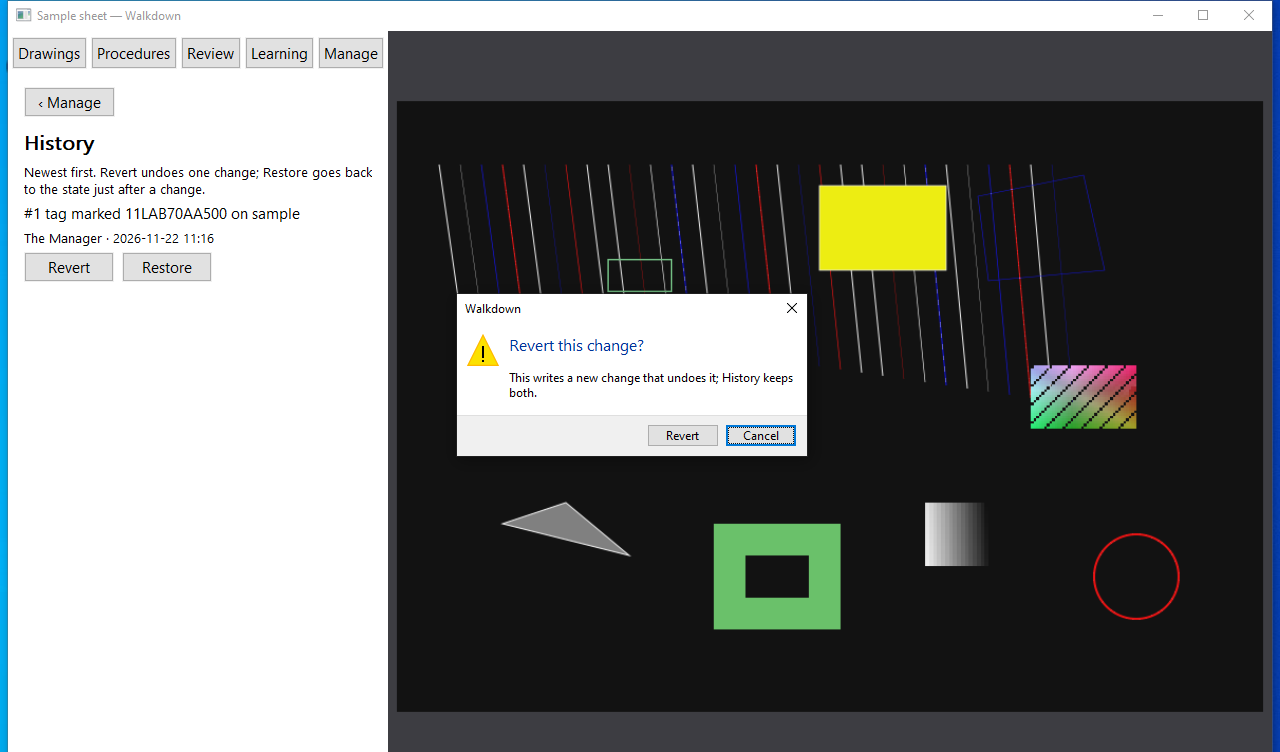 Sample sheet — Walkdown
Drawings Procedures Review Learning Manage
‹ Manage
History
Newest first. Revert undoes one change; Restore goes back
to the state just after a change.
#1 tag marked 11LAB70AA500 on sample
The Manager · 2026-11-22 11:16
Revert Restore
Walkdown
Revert this change?
This writes a new change that undoes it; History keeps
both.
Revert Cancel